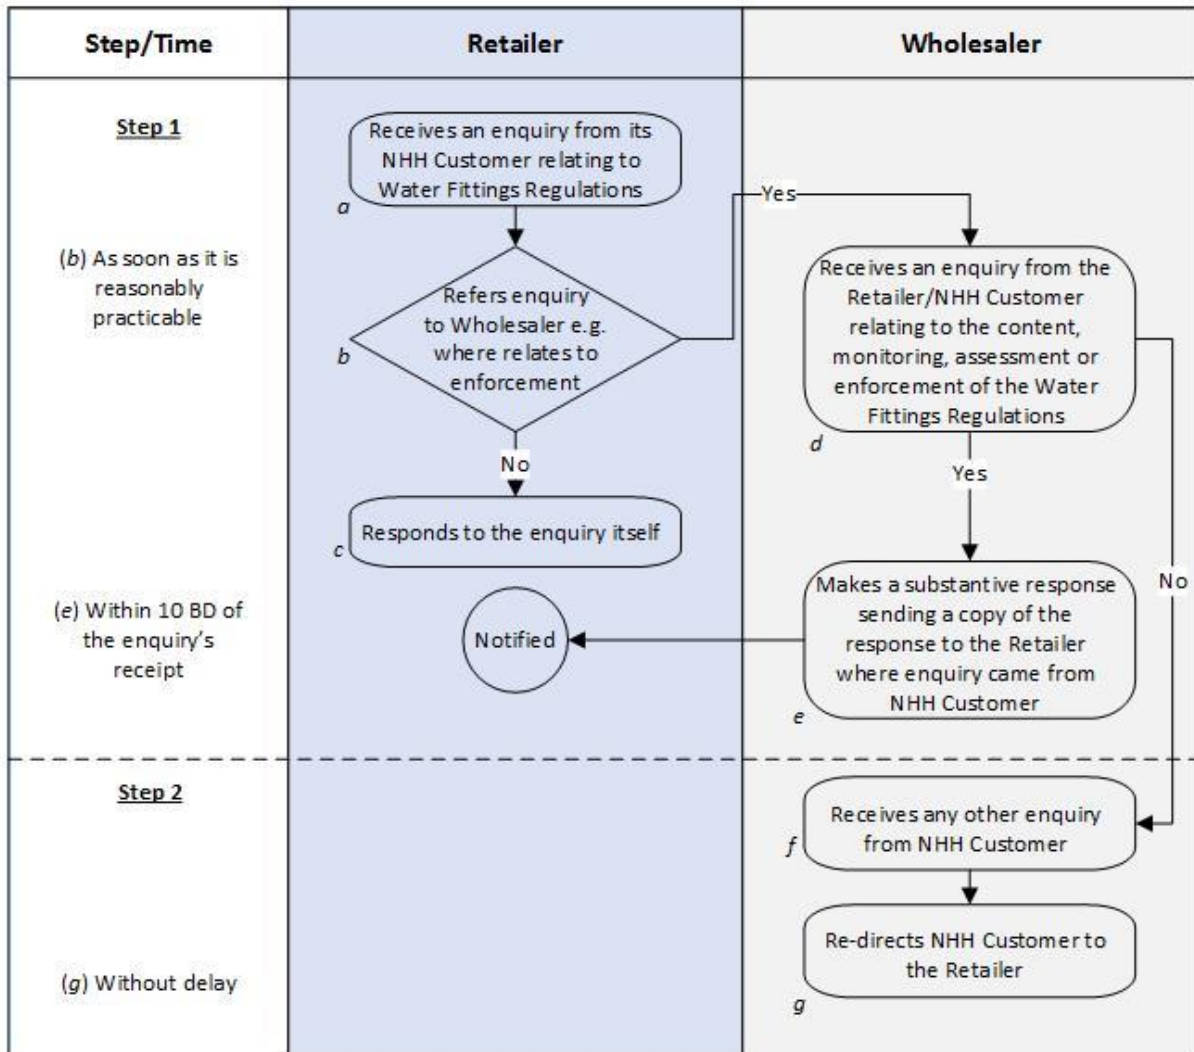 Step/Time
Retailer
Wholesaler
Step 1
Receives an enquiry from its
NHH Customer relating to
Water Fittings Regulations
a
Yes
(b) As soon as it is
reasonably
practicable
Refers enquiry
to Wholesaler e.g.
where relates to
enforcement
b
Receives an enquiry from the
Retailer/NHH Customer
relating to the content,
monitoring, assessment or
enforcement of the Water
Fittings Regulations
d
No
Yes
Responds to the enquiry itself
c
No
(e) Within 10 BD of
the enquiry's
receipt
Notified
Makes a substantive response
sending a copy of the
response to the Retailer
where enquiry came from
NHH Customer
e
Step 2
Receives any other enquiry
from NHH Customer
f
(g) Without delay
Re-directs NHH Customer to
the Retailer
g